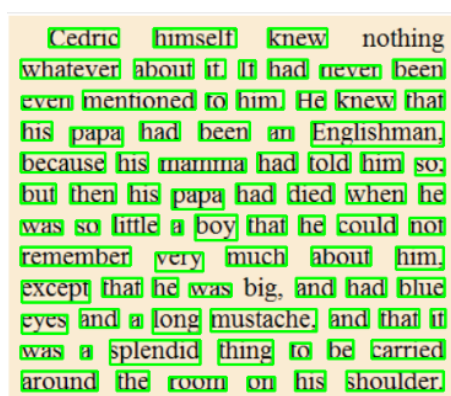 Cedric himself knew nothing
whatever about it. It had never been
even mentioned to him. He knew that
his papa had been an Englishman,
because his mamma had told him so,
but then his papa had died when he
was so little a boy that he could not
remember very much about him,
except that he was big, and had blue
eyes and a long mustache, and that it
was a splendid thing to be carried
around the room on his shoulder.